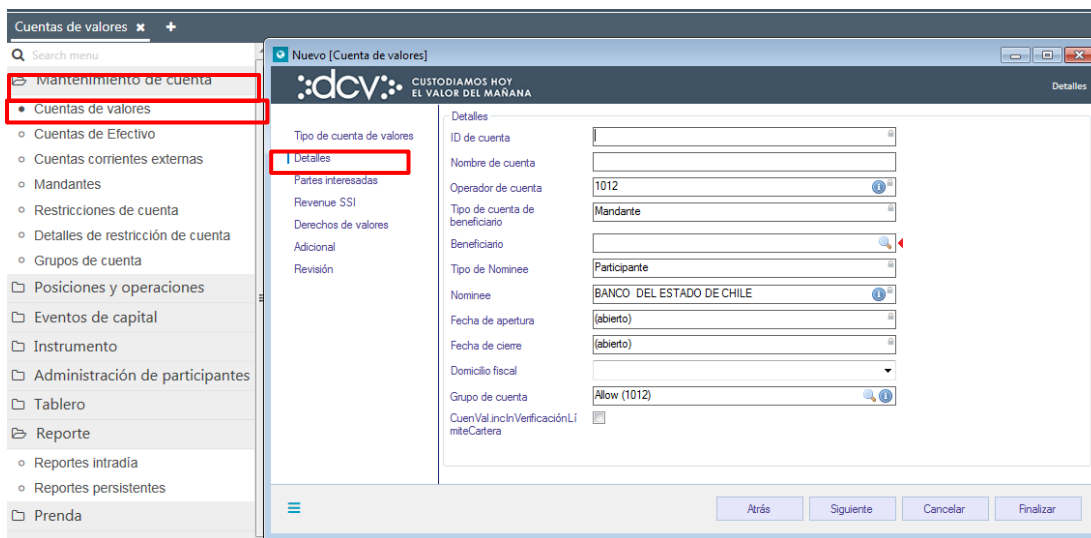 Cuentas de valores × +
Search menu
Mantenimiento de cuenta
Cuentas de valores
Cuentas de Efectivo
Cuentas corrientes externas
Mandantes
Restricciones de cuenta
Detalles de restricción de cuenta
Grupos de cuenta
Posiciones y operaciones
Eventos de capital
Instrumento
Administración de participantes
Tablero
Reporte
Reportes intradía
Reportes persistentes
Prenda
Nuevo [Cuenta de valores]
dcv CUSTODIAMOS HOY
EL VALOR DEL MAÑANA
Detalles
Tipo de cuenta de valores
Detalles
Partes interesadas
Revenue SSI
Derechos de valores
Adicional
Revisión
Detalles
ID de cuenta
Nombre de cuenta
Operador de cuenta 1012
Tipo de cuenta de
beneficiario Mandante
Beneficiario
Tipo de Nominee Participante
Nominee BANCO DEL ESTADO DE CHILE
Fecha de apertura (abierto)
Fecha de cierre (abierto)
Domicilio fiscal
Grupo de cuenta Allow (1012)
CuenVal.incInVerificaciónLí
miteCartera
Atrás Siguiente Cancelar Finalizar